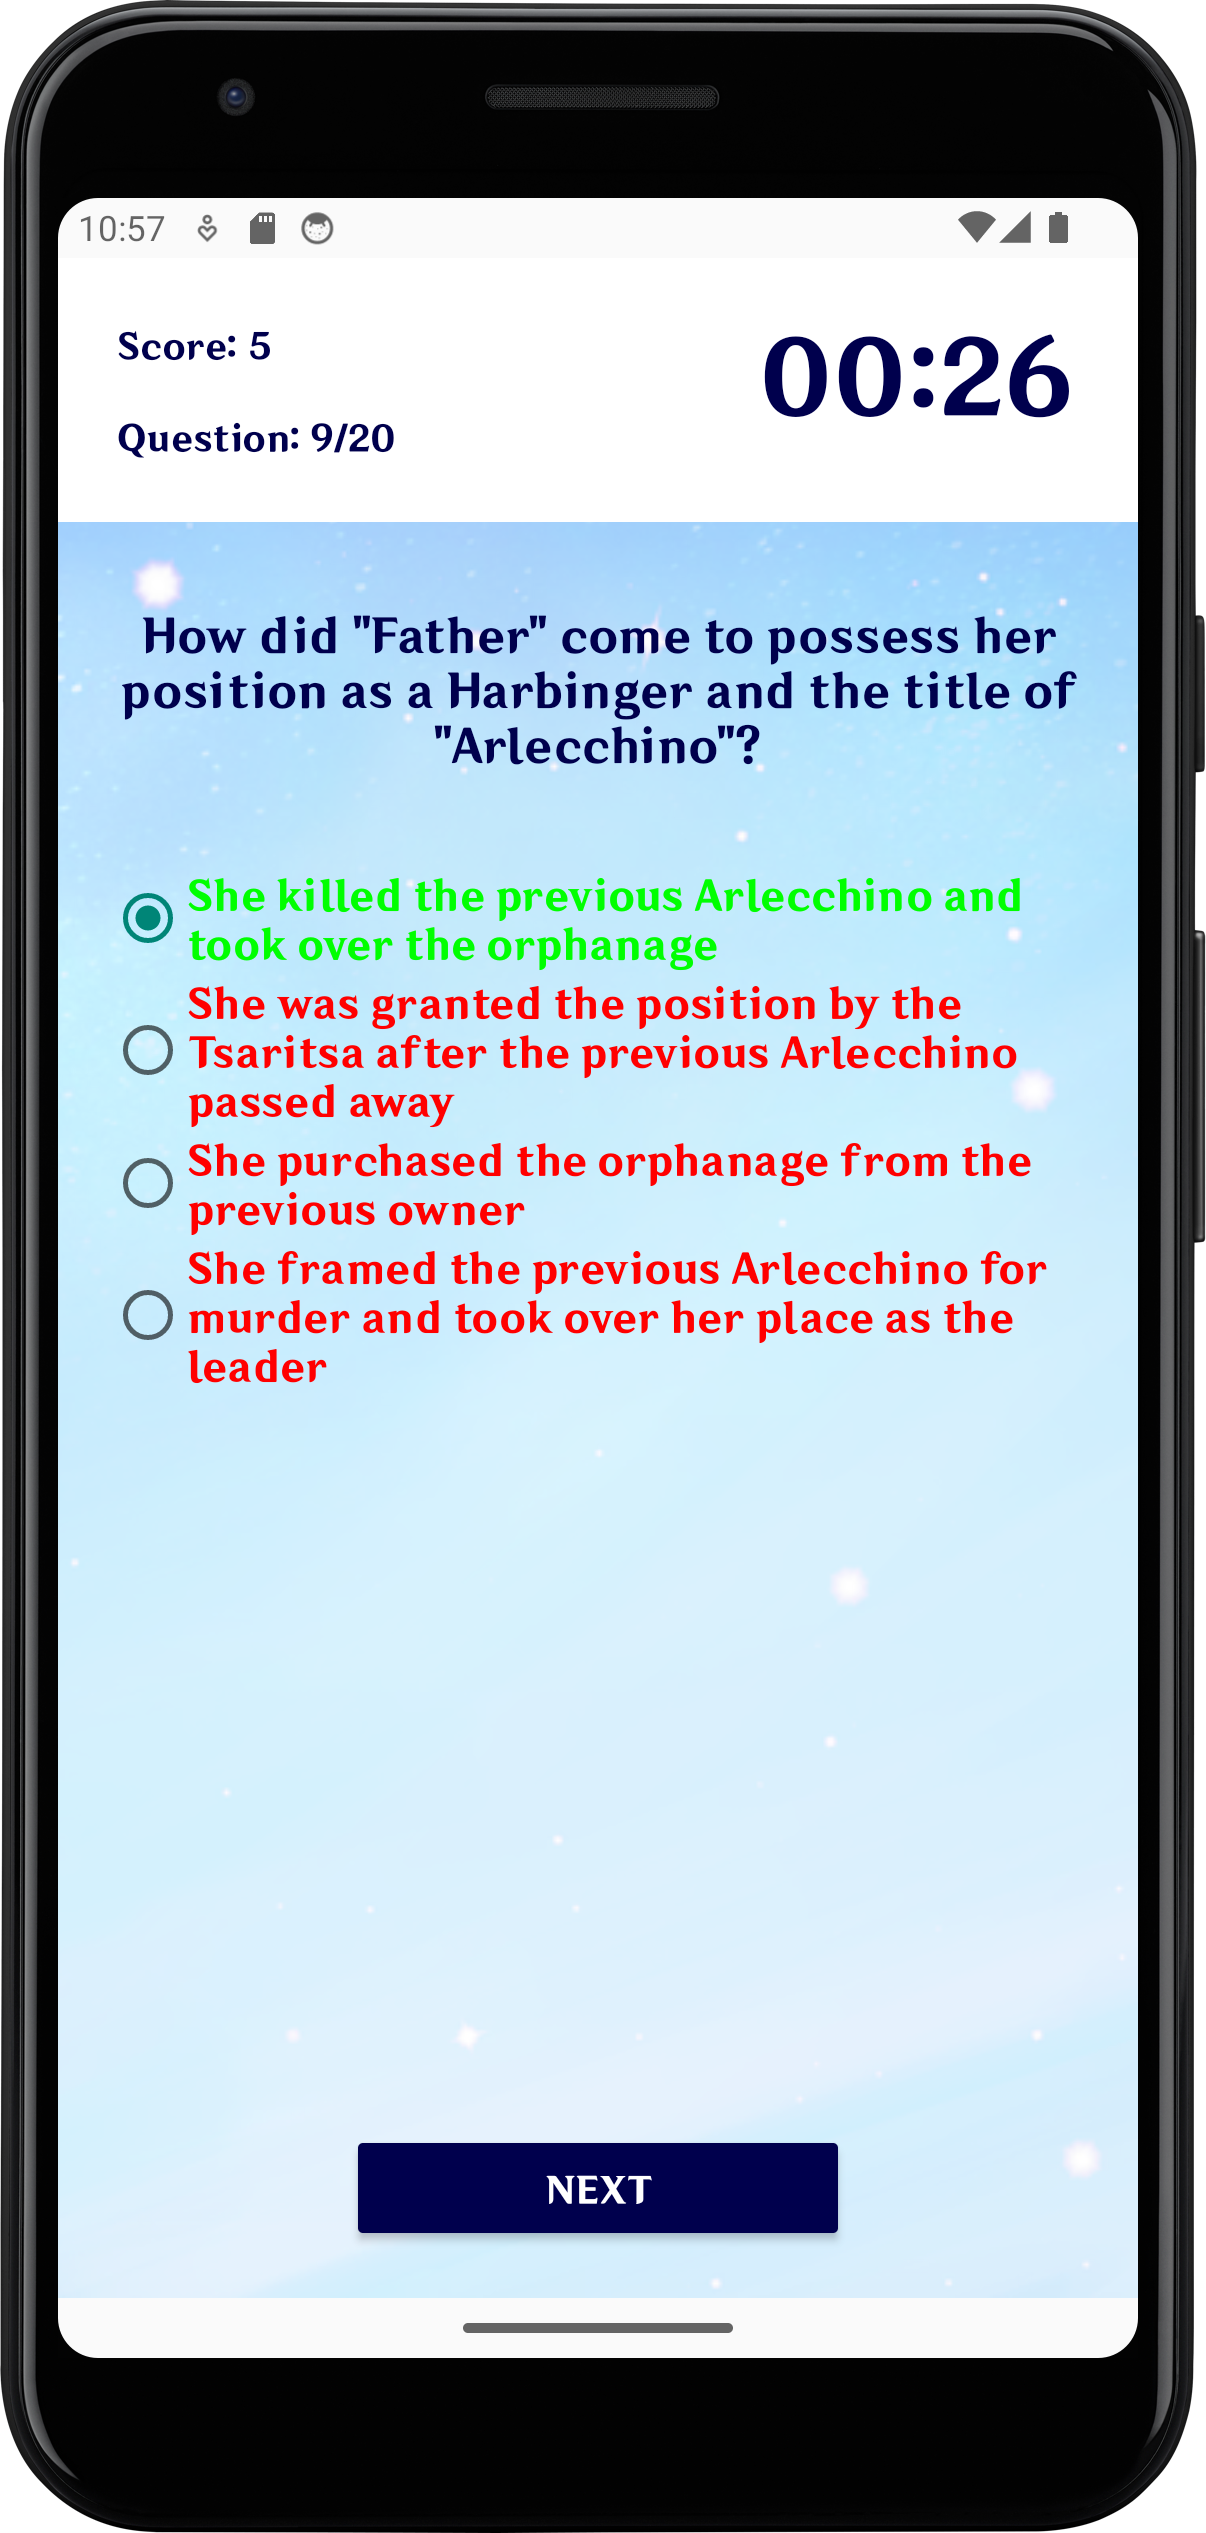 10:57
Score: 5
00:26
Question: 9/20
How did "Father" come to possess her
position as a Harbinger and the title of
"Arlecchino"?
She killed the previous Arlecchino and
took over the orphanage
She was granted the position by the
Tsaritsa after the previous Arlecchino
passed away
She purchased the orphanage from the
previous owner
She framed the previous Arlecchino for
murder and took over her place as the
leader
NEXT